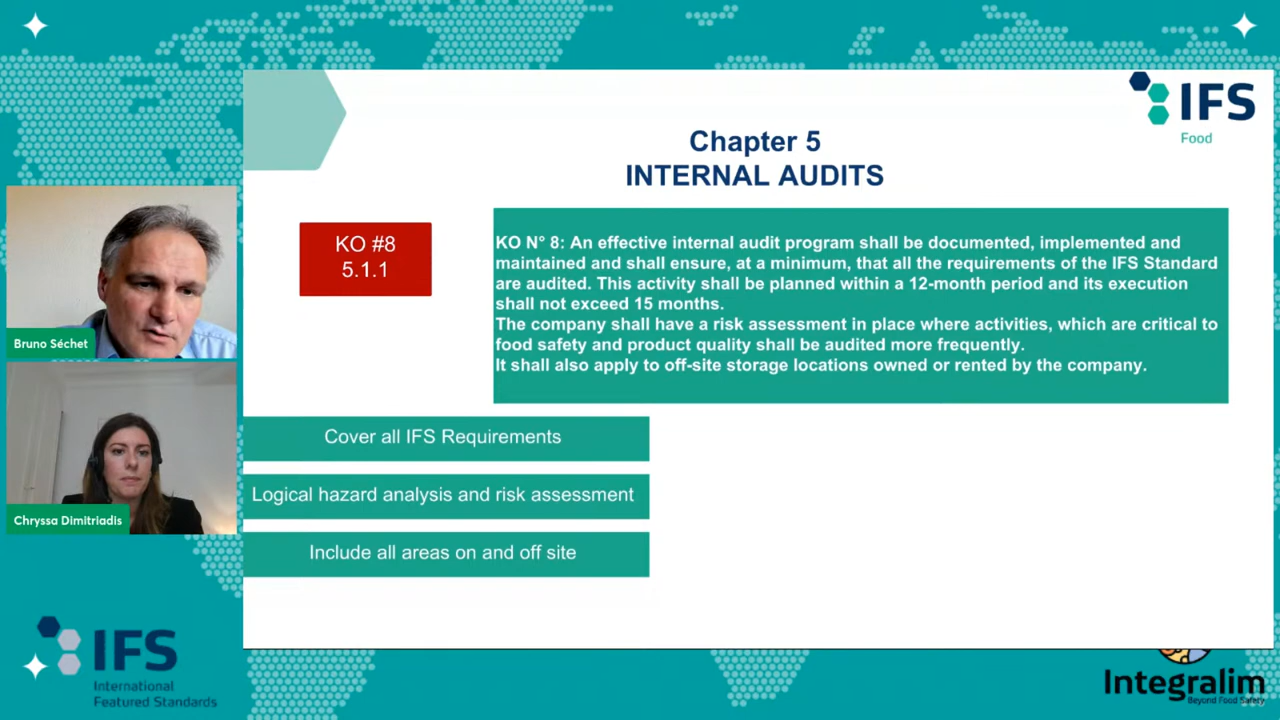 IFS
Food
Chapter 5
INTERNAL AUDITS
KO #8
5.1.1
KO N° 8: An effective internal audit program shall be documented, implemented and
maintained and shall ensure, at a minimum, that all the requirements of the IFS Standard
are audited. This activity shall be planned within a 12-month period and its execution
shall not exceed 15 months.
The company shall have a risk assessment in place where activities, which are critical to
food safety and product quality shall be audited more frequently.
It shall also apply to off-site storage locations owned or rented by the company.
Bruno Séchet
Cover all IFS Requirements
Logical hazard analysis and risk assessment
Chryssa Dimitriadis
Include all areas on and off site
IFS
International
Featured Standards
Integralim
Beyond Food Safety